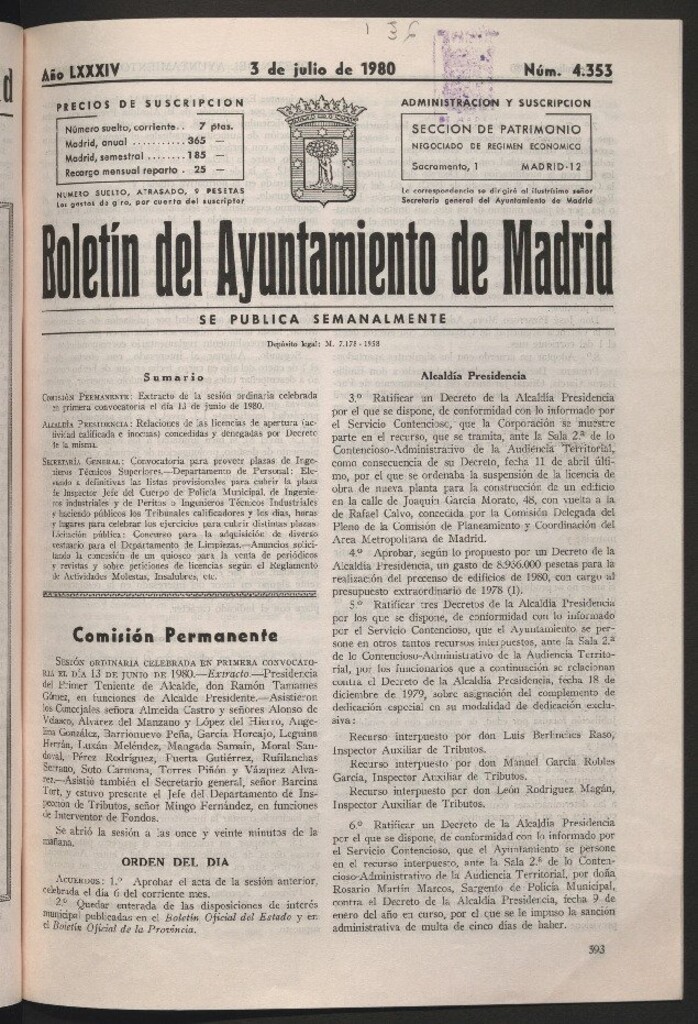 1 36
Año LXXXIV 3 de julio de 1980 Núm. 4.353
PRECIOS DE SUSCRIPCION
Número suelto, corriente.. 7 ptas.
Madrid, anual ........... 365 —
Madrid, semestral ........ 185 —
Recargo mensual reparto . 25 —
NUMERO SUELTO, ATRASADO, 9 PESETAS
Los gastos de giro, por cuenta del suscriptor
ADMINISTRACION Y SUSCRIPCION
SECCION DE PATRIMONIO
NEGOCIADO DE REGIMEN ECONOMICO
Sacramento, 1 MADRID-12
La correspondencia se dirigirá al ilustrísimo señor
Secretario general del Ayuntamiento de Madrid
Boletín del Ayuntamiento de Madrid
SE PUBLICA SEMANALMENTE
Depósito legal: M. 7.178 - 1958
Sumario
COMISIÓN PERMANENTE: Extracto de la sesión ordinaria celebrada
en primera convocatoria el día 13 de junio de 1980.
ALCALDÍA PRESIDENCIA: Relaciones de las licencias de apertura (ac-
tividad calificada e inocuas) concedidas y denegadas por Decreto
de la misma.
SECRETARÍA GENERAL: Convocatoria para proveer plazas de Inge-
nieros Técnicos Superiores.—Departamento de Personal: Ele-
vando a definitivas las listas provisionales para cubrir la plaza
de Inspector Jefe del Cuerpo de Policía Municipal, de Ingenie-
ros industriales y de Peritos o Ingenieros Técnicos Industriales
y haciendo públicos los Tribunales calificadores y los días, horas
y lugares para celebrar los ejercicios para cubrir distintas plazas.
Licitación pública: Concurso para la adquisición de diverso
vestuario para el Departamento de Limpiezas.—Anuncios solici-
tando la concesión de un quiosco para la venta de periódicos
y revistas y sobre peticiones de licencias según el Reglamento
de Actividades Molestas, Insalubres, etc.
Comisión Permanente
SESIÓN ORDINARIA CELEBRADA EN PRIMERA CONVOCATO-
RIA EL DÍA 13 DE JUNIO DE 1980.—Extracto.—Presidencia
del Primer Teniente de Alcalde, don Ramón Tamames
Gómez, en funciones de Alcalde Presidente.—Asistieron
los Concejales señora Almeida Castro y señores Alonso de
Velasco, Alvarez del Manzano y López del Hierro, Ange-
lina González, Barrionuevo Peña, García Horcajo, Leguina
Herrán, Luxán Meléndez, Mangada Samain, Moral San-
doval, Pérez Rodríguez, Puerta Gutiérrez, Rufilanchas
Serrano, Soto Carmona, Torres Piñón y Vázquez Alva-
rez.—Asistió también el Secretario general, señor Barcina
Tort, y estuvo presente el Jefe del Departamento de Ins-
pección de Tributos, señor Mingo Fernández, en funciones
de Interventor de Fondos.
Se abrió la sesión a las once y veinte minutos de la
mañana.
ORDEN DEL DIA
ACUERDOS: 1.º Aprobar el acta de la sesión anterior,
celebrada el día 6 del corriente mes.
2.º Quedar enterada de las disposiciones de interés
municipal publicadas en el Boletín Oficial del Estado y en
el Boletín Oficial de la Provincia.
Alcaldía Presidencia
3.º Ratificar un Decreto de la Alcaldía Presidencia
por el que se dispone, de conformidad con lo informado por
el Servicio Contencioso, que la Corporación se muestre
parte en el recurso, que se tramita, ante la Sala 2.ª de lo
Contencioso-Administrativo de la Audiencia Territorial,
como consecuencia de su Decreto, fecha 11 de abril últi-
mo, por el que se ordenaba la suspensión de la licencia de
obra de nueva planta para la construcción de un edificio
en la calle de Joaquín García Morato, 48, con vuelta a la
de Rafael Calvo, concedida por la Comisión Delegada del
Pleno de la Comisión de Planeamiento y Coordinación del
Area Metropolitana de Madrid.
4.º Aprobar, según lo propuesto por un Decreto de la
Alcaldía Presidencia, un gasto de 8.936.000 pesetas para la
realización del precenso de edificios de 1980, con cargo al
presupuesto extraordinario de 1978 (I).
5.º Ratificar tres Decretos de la Alcaldía Presidencia
por los que se dispone, de conformidad con lo informado
por el Servicio Contencioso, que el Ayuntamiento se per-
sone en otros tantos recursos interpuestos, ante la Sala 2.ª
de lo Contencioso-Administrativo de la Audiencia Territo-
rial, por los funcionarios que a continuación se relacionan
contra el Decreto de la Alcaldía Presidencia, fecha 18 de
diciembre de 1979, sobre asignación del complemento de
dedicación especial en su modalidad de dedicación exclu-
siva:
Recurso interpuesto por don Luis Berlanches Raso,
Inspector Auxiliar de Tributos.
Recurso interpuesto por don Manuel García Robles
García, Inspector Auxiliar de Tributos.
Recurso interpuesto por don León Rodríguez Magán,
Inspector Auxiliar de Tributos.
6.º Ratificar un Decreto de la Alcaldía Presidencia
por el que se dispone, de conformidad con lo informado por
el Servicio Contencioso, que el Ayuntamiento se persone
en el recurso interpuesto, ante la Sala 2.ª de lo Conten-
cioso-Administrativo de la Audiencia Territorial, por doña
Rosario Martín Marcos, Sargento de Policía Municipal,
contra el Decreto de la Alcaldía Presidencia, fecha 9 de
enero del año en curso, por el que se le impuso la sanción
administrativa de multa de cinco días de haber.
593